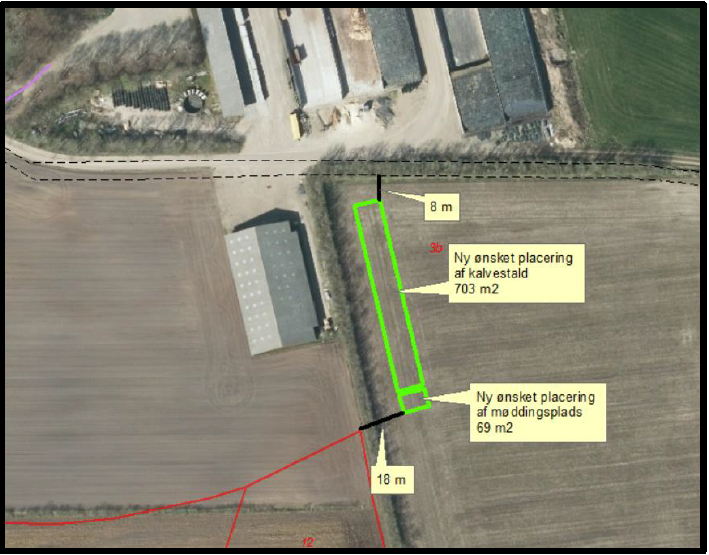 8 m
3b
Ny ønsket placering
af kalvestald
703 m2
Ny ønsket placering
af møddingsplads
69 m2
18 m
12